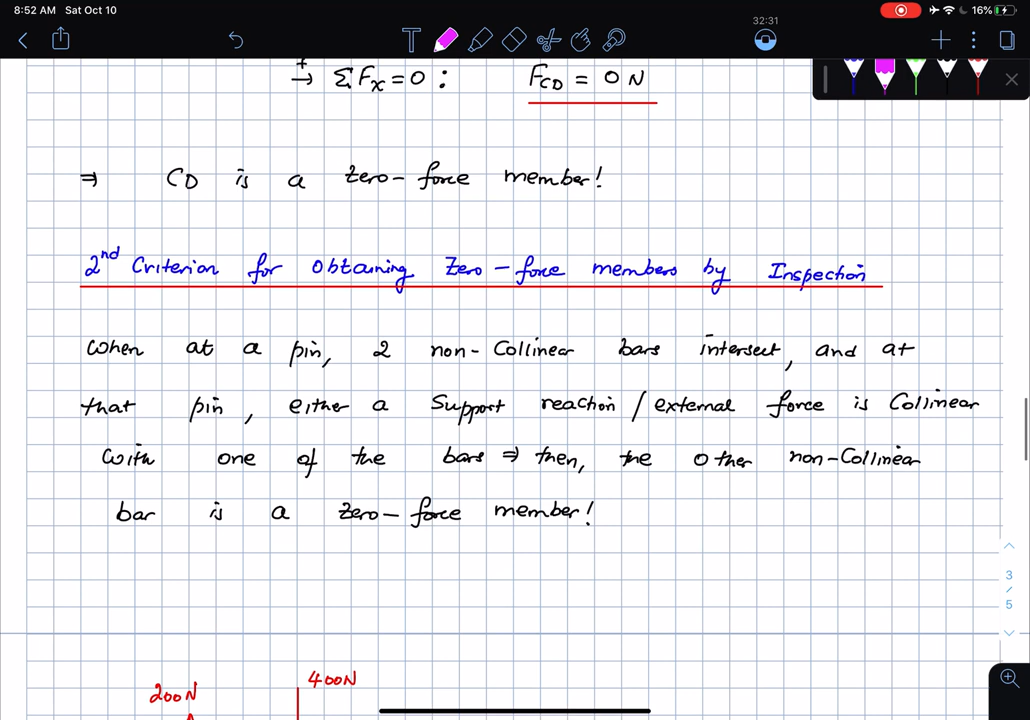 8:52 AM Sat Oct 10
16%
32:31
T
+
→ ΣFx = 0 : FCD = 0 N
⇒ CD is a Zero-force member!
2nd Criterion for Obtaining Zero-force members by Inspection
When at a pin, 2 non-Collinear bars intersect, and at
that pin, either a Support reaction/external force is Collinear
With one of the bars ⇒ then, the other non-Collinear
bar is a Zero-force member!
3
/
5
400N
200N